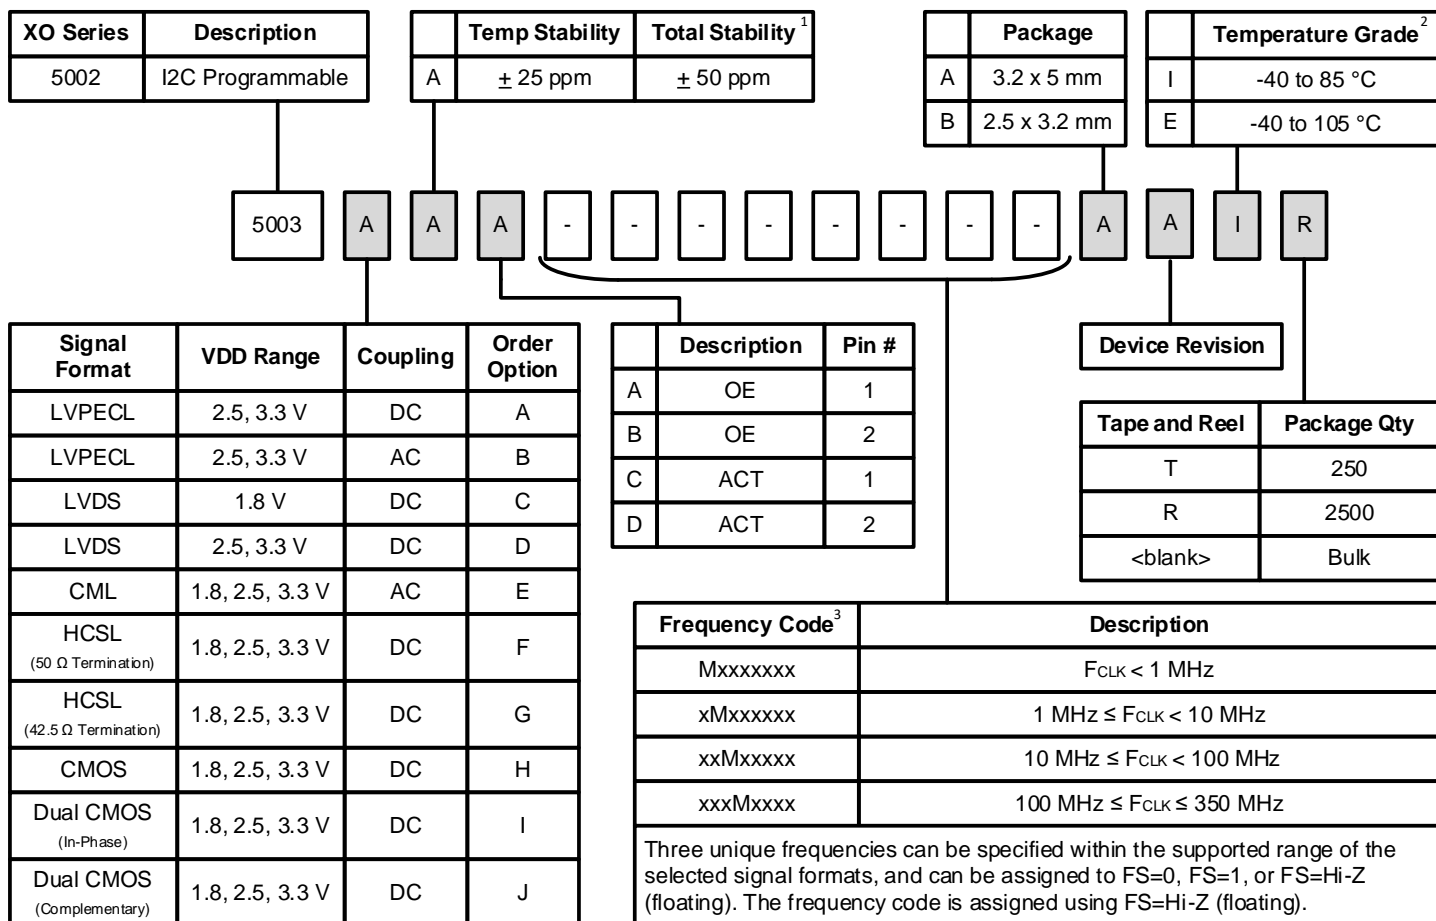 XO Series Description
5002 I2C Programmable
Temp Stability Total Stability 1
A ± 25 ppm ± 50 ppm
Package
A 3.2 x 5 mm
B 2.5 x 3.2 mm
Temperature Grade 2
I -40 to 85 °C
E -40 to 105 °C
5003 A A A - - - - - - - - A A I R
Signal Format VDD Range Coupling Order Option
LVPECL 2.5, 3.3 V DC A
LVPECL 2.5, 3.3 V AC B
LVDS 1.8 V DC C
LVDS 2.5, 3.3 V DC D
CML 1.8, 2.5, 3.3 V AC E
HCSL (50 Ω Termination) 1.8, 2.5, 3.3 V DC F
HCSL (42.5 Ω Termination) 1.8, 2.5, 3.3 V DC G
CMOS 1.8, 2.5, 3.3 V DC H
Dual CMOS (In-Phase) 1.8, 2.5, 3.3 V DC I
Dual CMOS (Complementary) 1.8, 2.5, 3.3 V DC J
Description Pin #
A OE 1
B OE 2
C ACT 1
D ACT 2
Device Revision
Tape and Reel Package Qty
T 250
R 2500
<blank> Bulk
Frequency Code 3 Description
Mxxxxxxx FCLK < 1 MHz
xMxxxxxx 1 MHz ≤ FCLK < 10 MHz
xxMxxxxx 10 MHz ≤ FCLK < 100 MHz
xxxMxxxx 100 MHz ≤ FCLK ≤ 350 MHz
Three unique frequencies can be specified within the supported range of the
selected signal formats, and can be assigned to FS=0, FS=1, or FS=Hi-Z
(floating). The frequency code is assigned using FS=Hi-Z (floating).